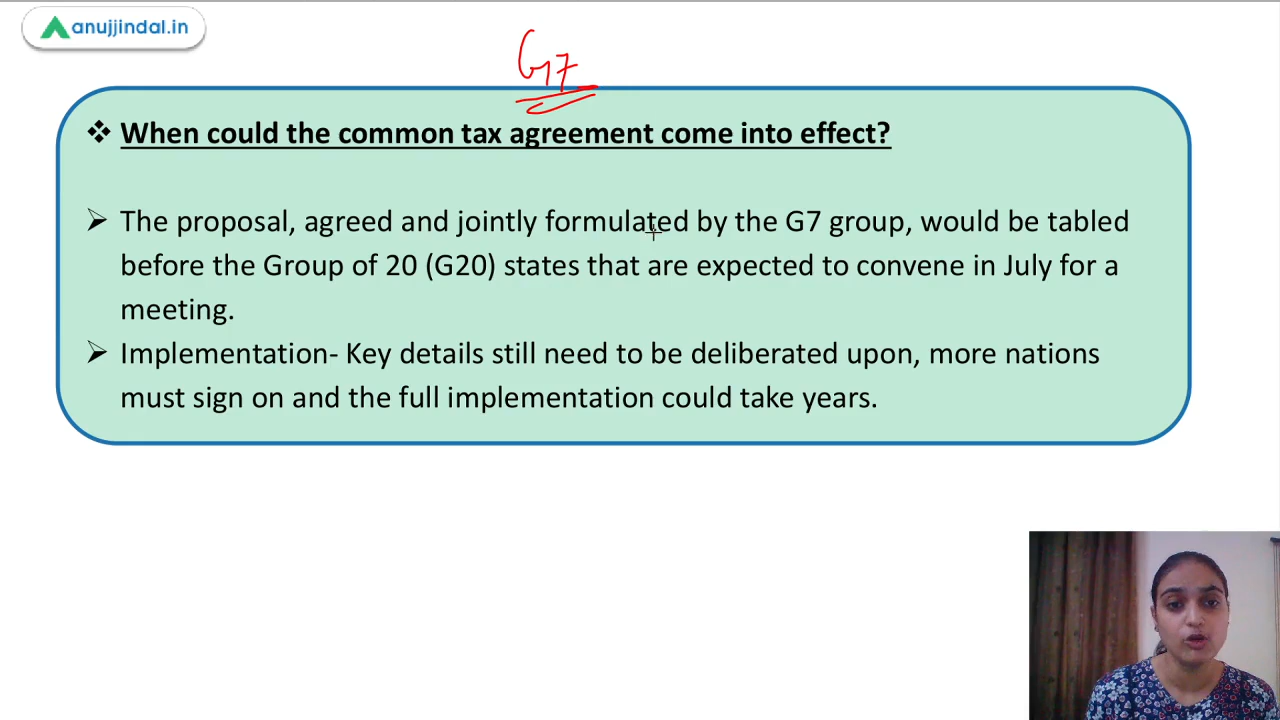 anujjindal.in
G7
❖ When could the common tax agreement come into effect?
➢ The proposal, agreed and jointly formulated by the G7 group, would be tabled
before the Group of 20 (G20) states that are expected to convene in July for a
meeting.
➢ Implementation- Key details still need to be deliberated upon, more nations
must sign on and the full implementation could take years.